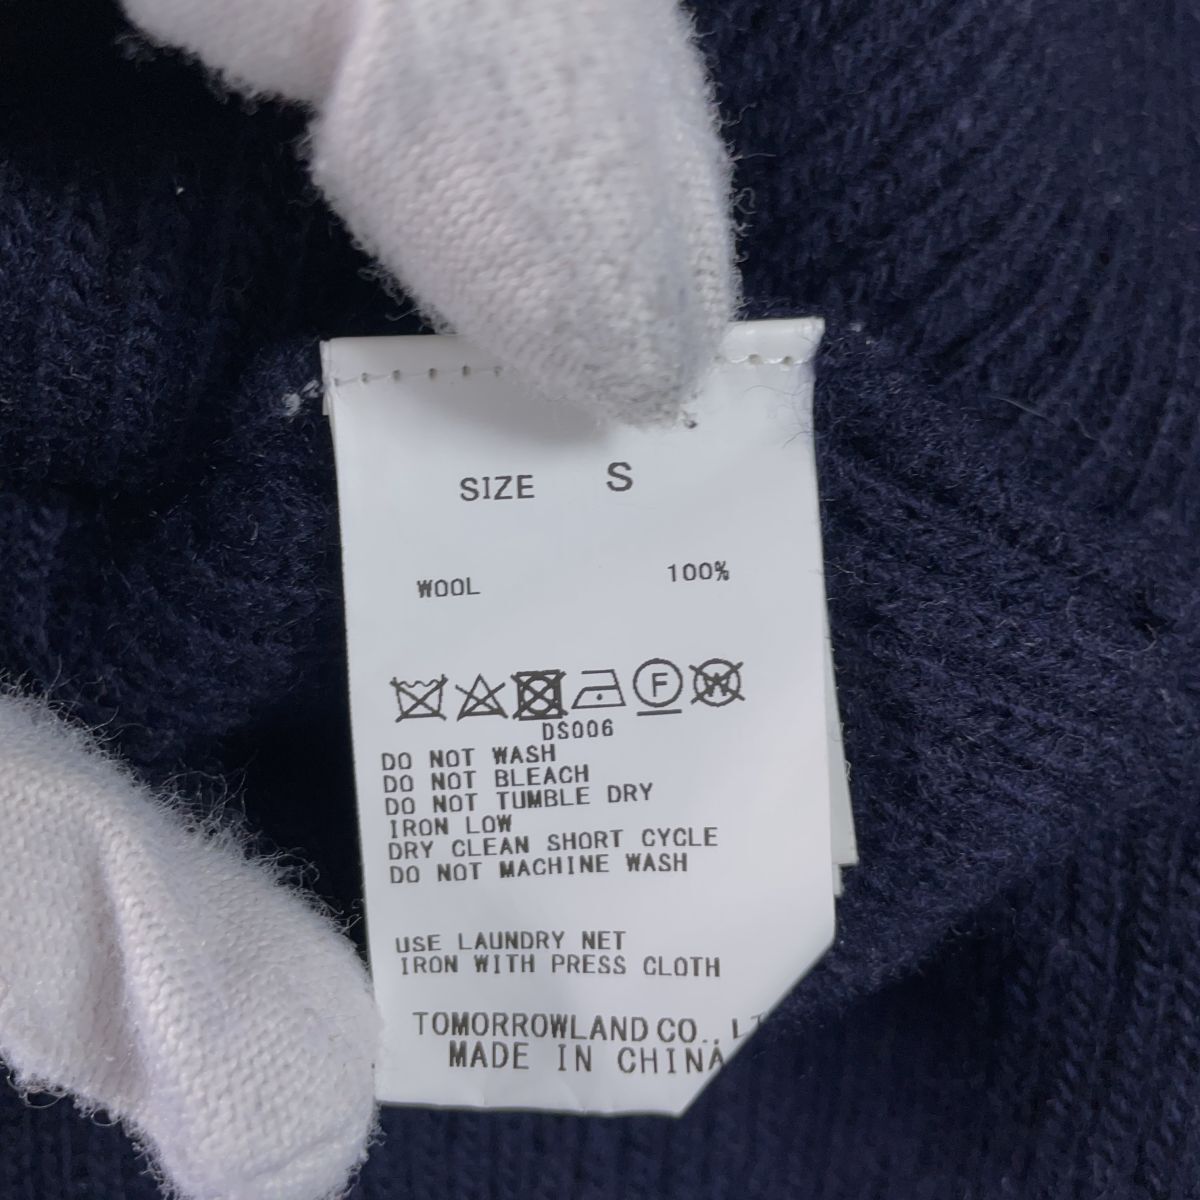 SIZE S
WOOL 100%
F W
DS006
DO NOT WASH
DO NOT BLEACH
DO NOT TUMBLE DRY
IRON LOW
DRY CLEAN SHORT CYCLE
DO NOT MACHINE WASH
USE LAUNDRY NET
IRON WITH PRESS CLOTH
TOMORROWLAND CO.,
MADE IN CHINA